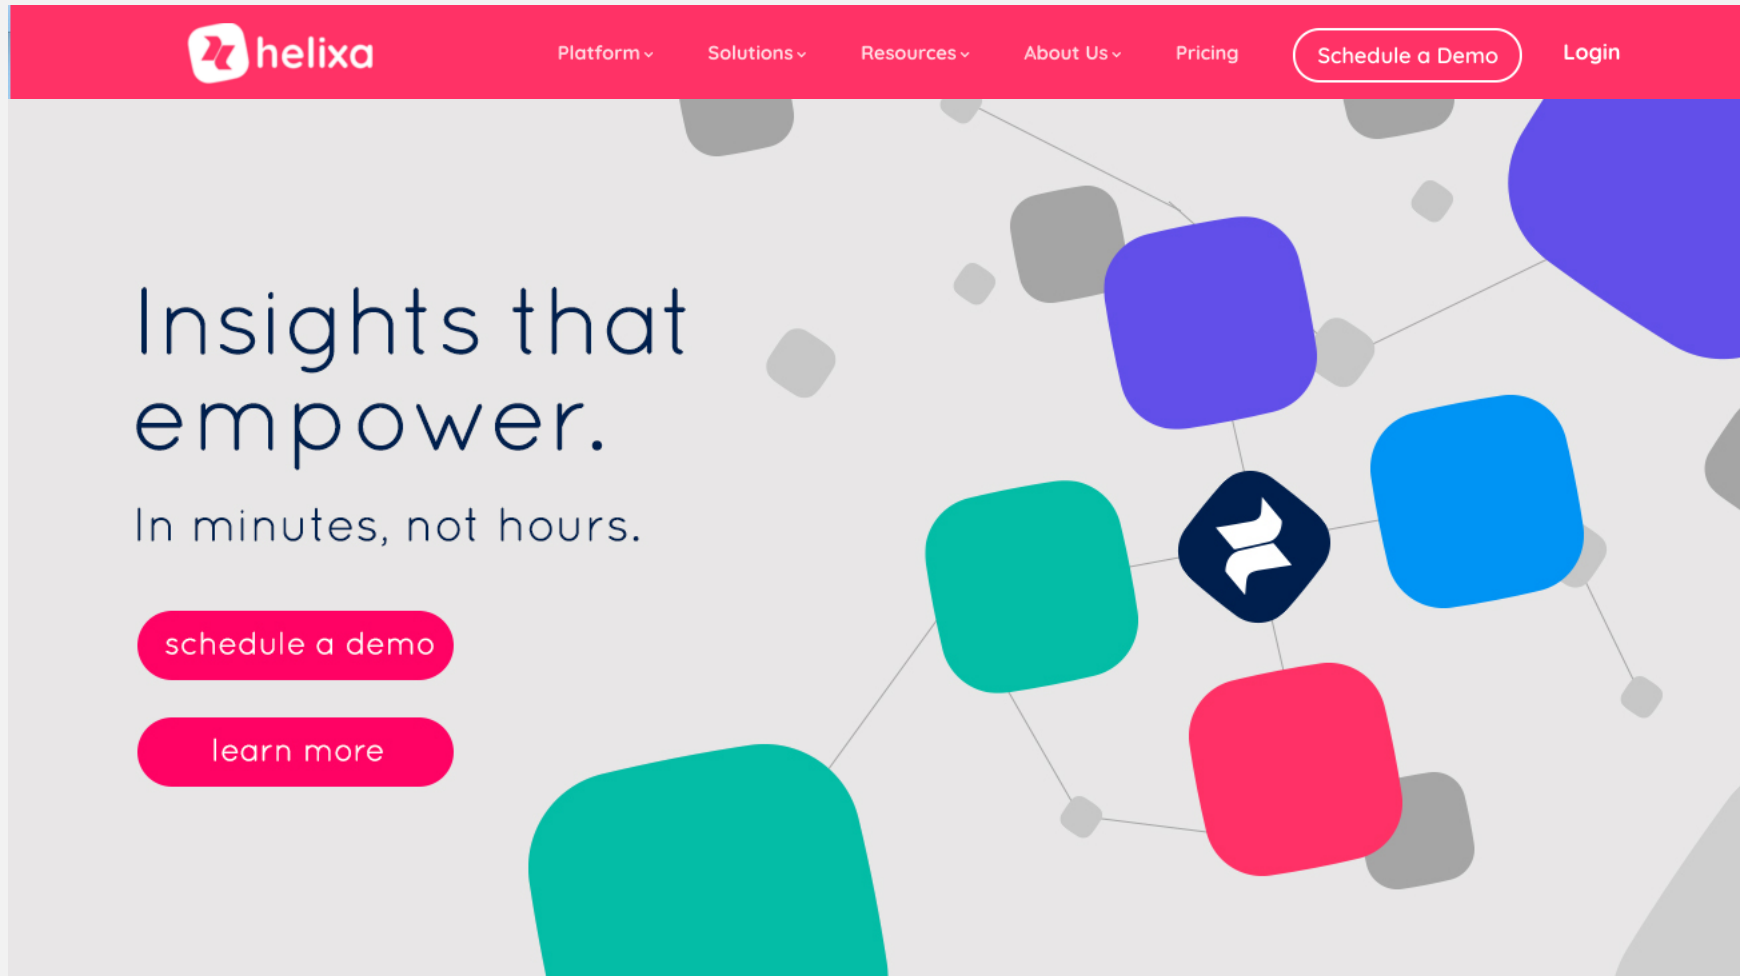 helixa
Platform
Solutions
Resources
About Us
Pricing
Schedule a Demo
Login
Insights that
empower.
In minutes, not hours.
schedule a demo
learn more